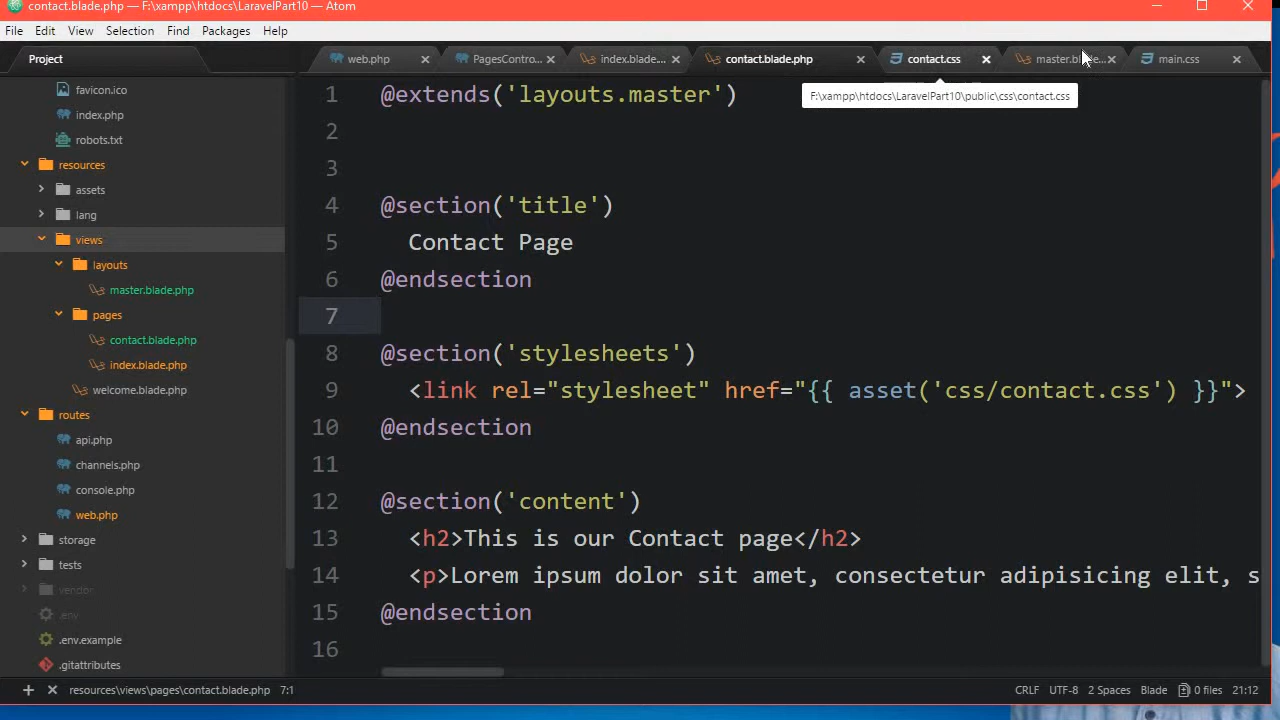 contact.blade.php — F:\xampp\htdocs\LaravelPart10 — Atom
File Edit View Selection Find Packages Help
Project
web.php
PagesContro...
index.blade....
contact.blade.php
contact.css
master.blade...
main.css
F:\xampp\htdocs\LaravelPart10\public\css\contact.css
favicon.ico
index.php
robots.txt
resources
assets
lang
views
layouts
master.blade.php
pages
contact.blade.php
index.blade.php
welcome.blade.php
routes
api.php
channels.php
console.php
web.php
storage
tests
vendor
.env
.env.example
.gitattributes
1 @extends('layouts.master')
2
3
4 @section('title')
5 Contact Page
6 @endsection
7
8 @section('stylesheets')
9 <link rel="stylesheet" href="{{ asset('css/contact.css') }}">
10 @endsection
11
12 @section('content')
13 <h2>This is our Contact page</h2>
14 <p>Lorem ipsum dolor sit amet, consectetur adipisicing elit, s
15 @endsection
16
resources\views\pages\contact.blade.php 7:1
CRLF UTF-8 2 Spaces Blade 0 files 21:12